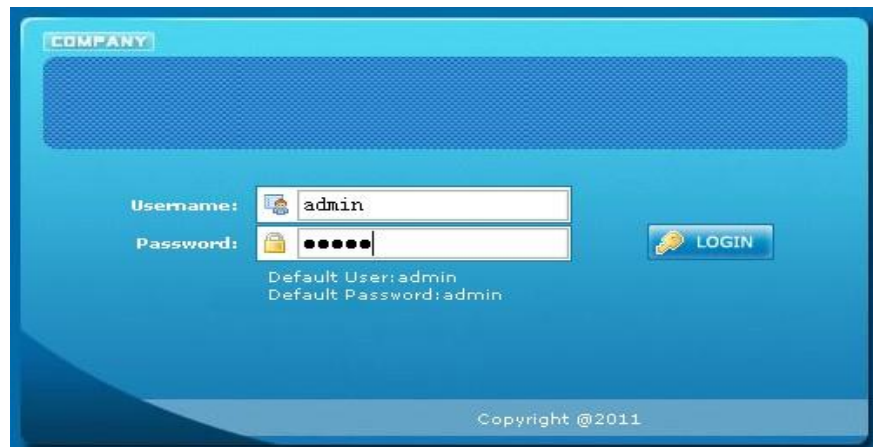 COMPANY
Username: admin
Password: •••••
LOGIN
Default User:admin
Default Password:admin
Copyright @2011